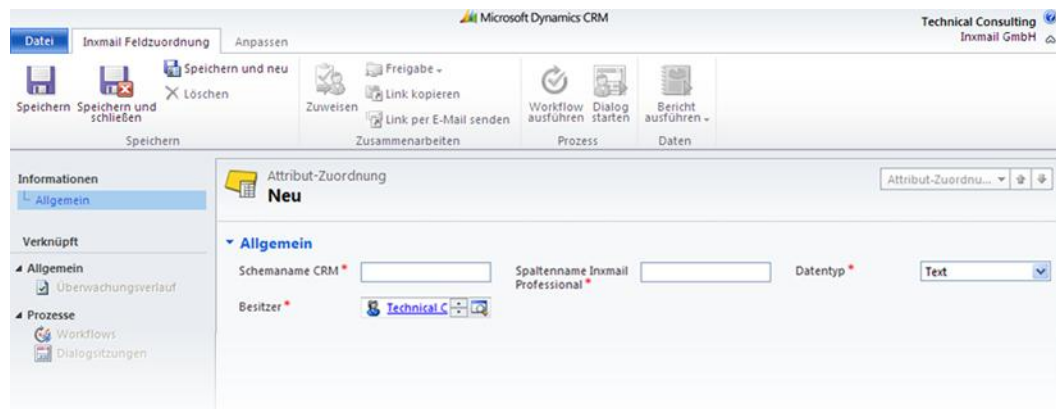 Microsoft Dynamics CRM
Technical Consulting
Inxmail GmbH
Datei
Inxmail Feldzuordnung
Anpassen
Speichern
Speichern und schließen
Speichern und neu
Löschen
Speichern
Zuweisen
Freigabe
Link kopieren
Link per E-Mail senden
Zusammenarbeiten
Workflow ausführen
Dialog starten
Prozess
Bericht ausführen
Daten
Informationen
Allgemein
Verknüpft
Allgemein
Überwachungsverlauf
Prozesse
Workflows
Dialogsitzungen
Attribut-Zuordnung
Neu
Attribut-Zuordnu...
Allgemein
Schemaname CRM *
Spaltenname Inxmail
Professional *
Datentyp *
Text
Besitzer *
Technical C